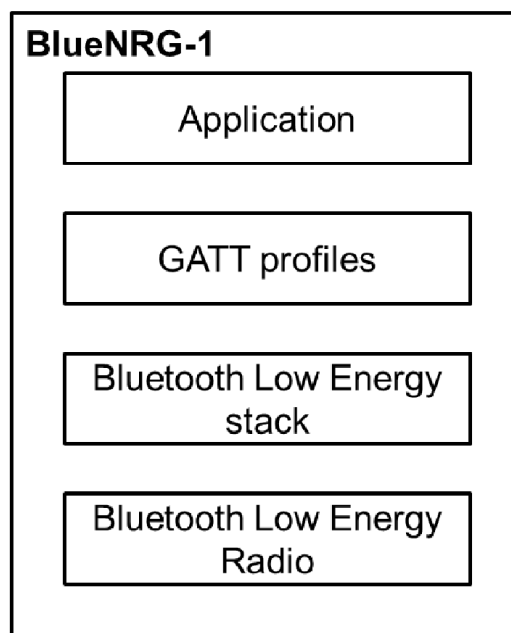 BlueNRG-1
Application
GATT profiles
Bluetooth Low Energy
stack
Bluetooth Low Energy
Radio